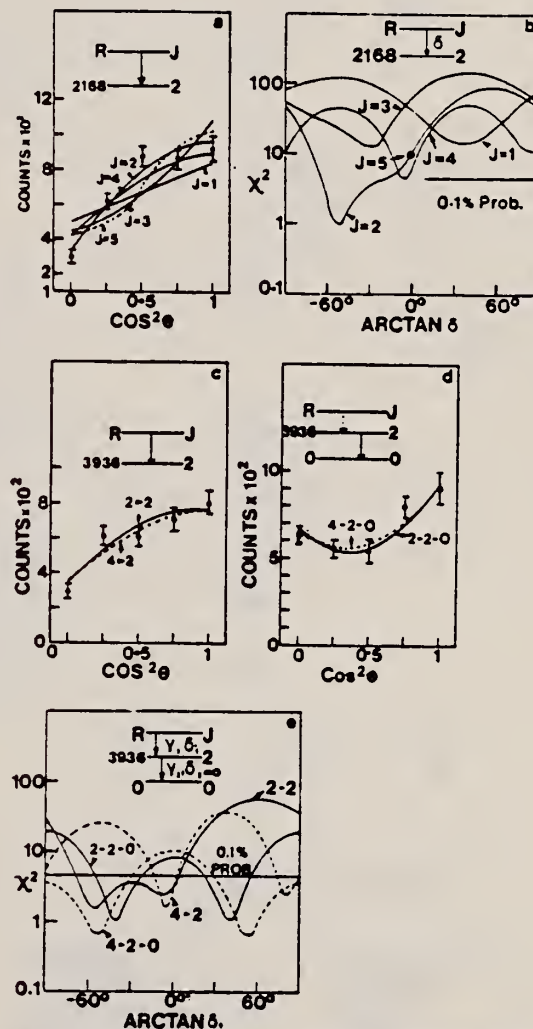 a
R J
2168 2
12
10
8
6
4
2
1
COUNTS x 10³
J=2
J=4
J=5
J=3
J=1
0 0.5 1
COS²θ
b
R J
δ
2168 2
100
10
1
0.1
χ²
J=3
J=5
J=4
J=1
J=2
0.1% Prob.
-60° 0° 60°
ARCTAN δ
c
R J
3936 2
8
4
0
COUNTS x 10²
2-2
4-2
0 0.5 1
COS²θ
d
R J
3936 2
0 0
10
5
0
COUNTS x 10²
4-2-0
2-2-0
0 0.5 1
Cos²θ
e
R J
3936 2
0 0
100
10
1
0.1
χ²
2-2
2-2-0
0.1%
PROB
4-2
4-2-0
-60° 0° 60°
ARCTAN δ.